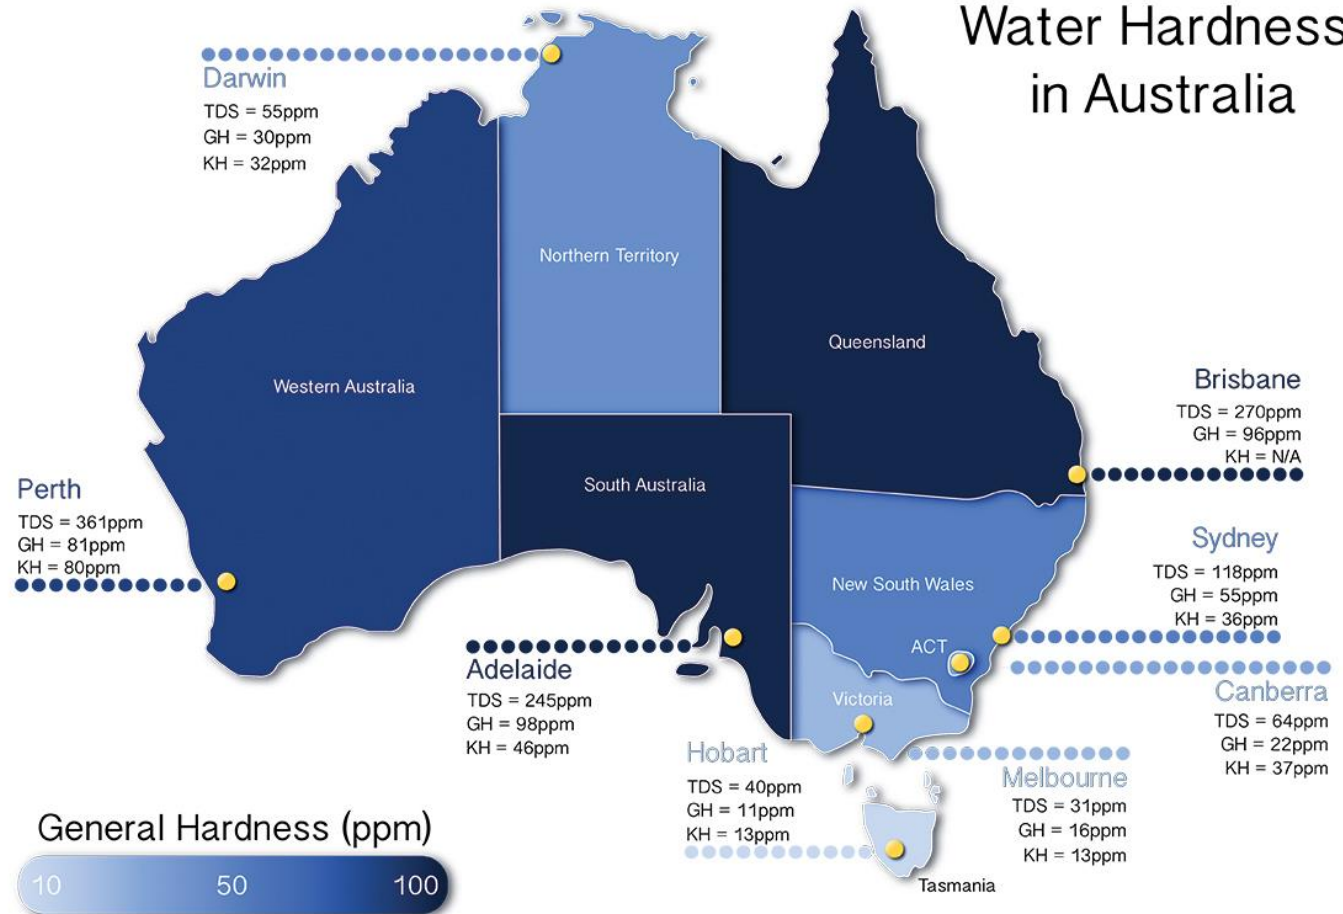 Water Hardness
in Australia
Darwin
TDS = 55ppm
GH = 30ppm
KH = 32ppm
Northern Territory
Queensland
Western Australia
South Australia
Brisbane
TDS = 270ppm
GH = 96ppm
KH = N/A
Perth
TDS = 361ppm
GH = 81ppm
KH = 80ppm
Sydney
TDS = 118ppm
GH = 55ppm
KH = 36ppm
New South Wales
ACT
Adelaide
TDS = 245ppm
GH = 98ppm
KH = 46ppm
Victoria
Canberra
TDS = 64ppm
GH = 22ppm
KH = 37ppm
Hobart
TDS = 40ppm
GH = 11ppm
KH = 13ppm
Melbourne
TDS = 31ppm
GH = 16ppm
KH = 13ppm
Tasmania
General Hardness (ppm)
10 50 100